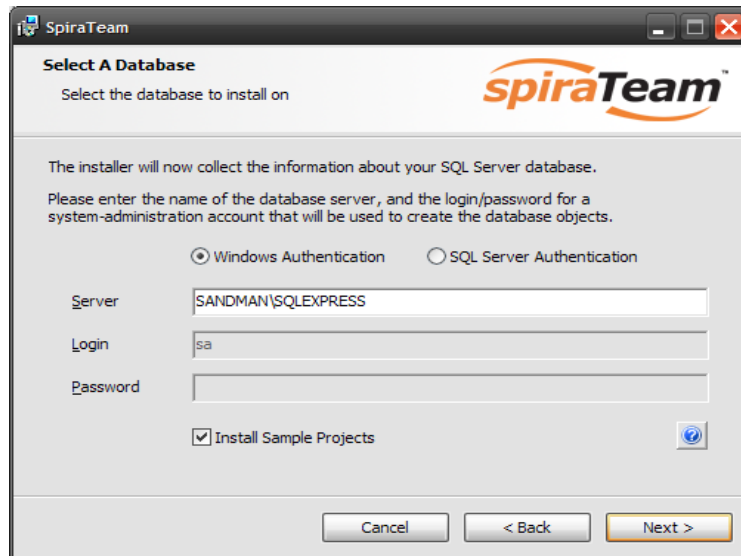 SpiraTeam
Select A Database
Select the database to install on
spiraTeam™
The installer will now collect the information about your SQL Server database.
Please enter the name of the database server, and the login/password for a
system-administration account that will be used to create the database objects.
Windows Authentication
SQL Server Authentication
Server
SANDMAN\SQLEXPRESS
Login
sa
Password
Install Sample Projects
?
Cancel
< Back
Next >